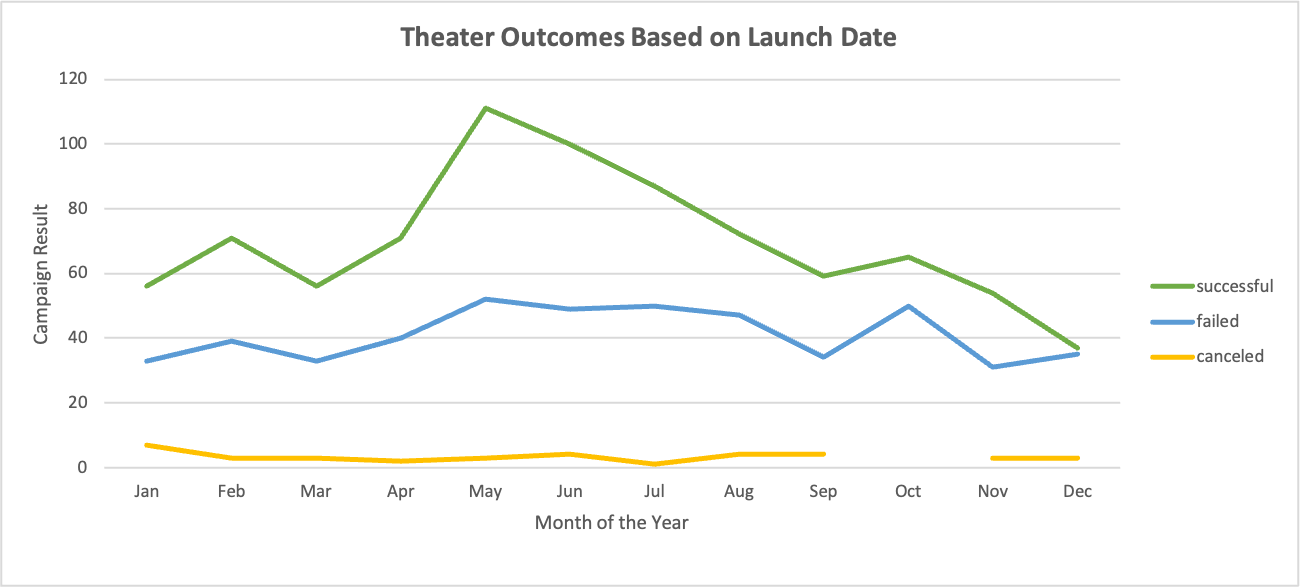 Theater Outcomes Based on Launch Date
120
100
80
60
40
20
0
Campaign Result
Jan Feb Mar Apr May Jun Jul Aug Sep Oct Nov Dec
Month of the Year
successful
failed
canceled